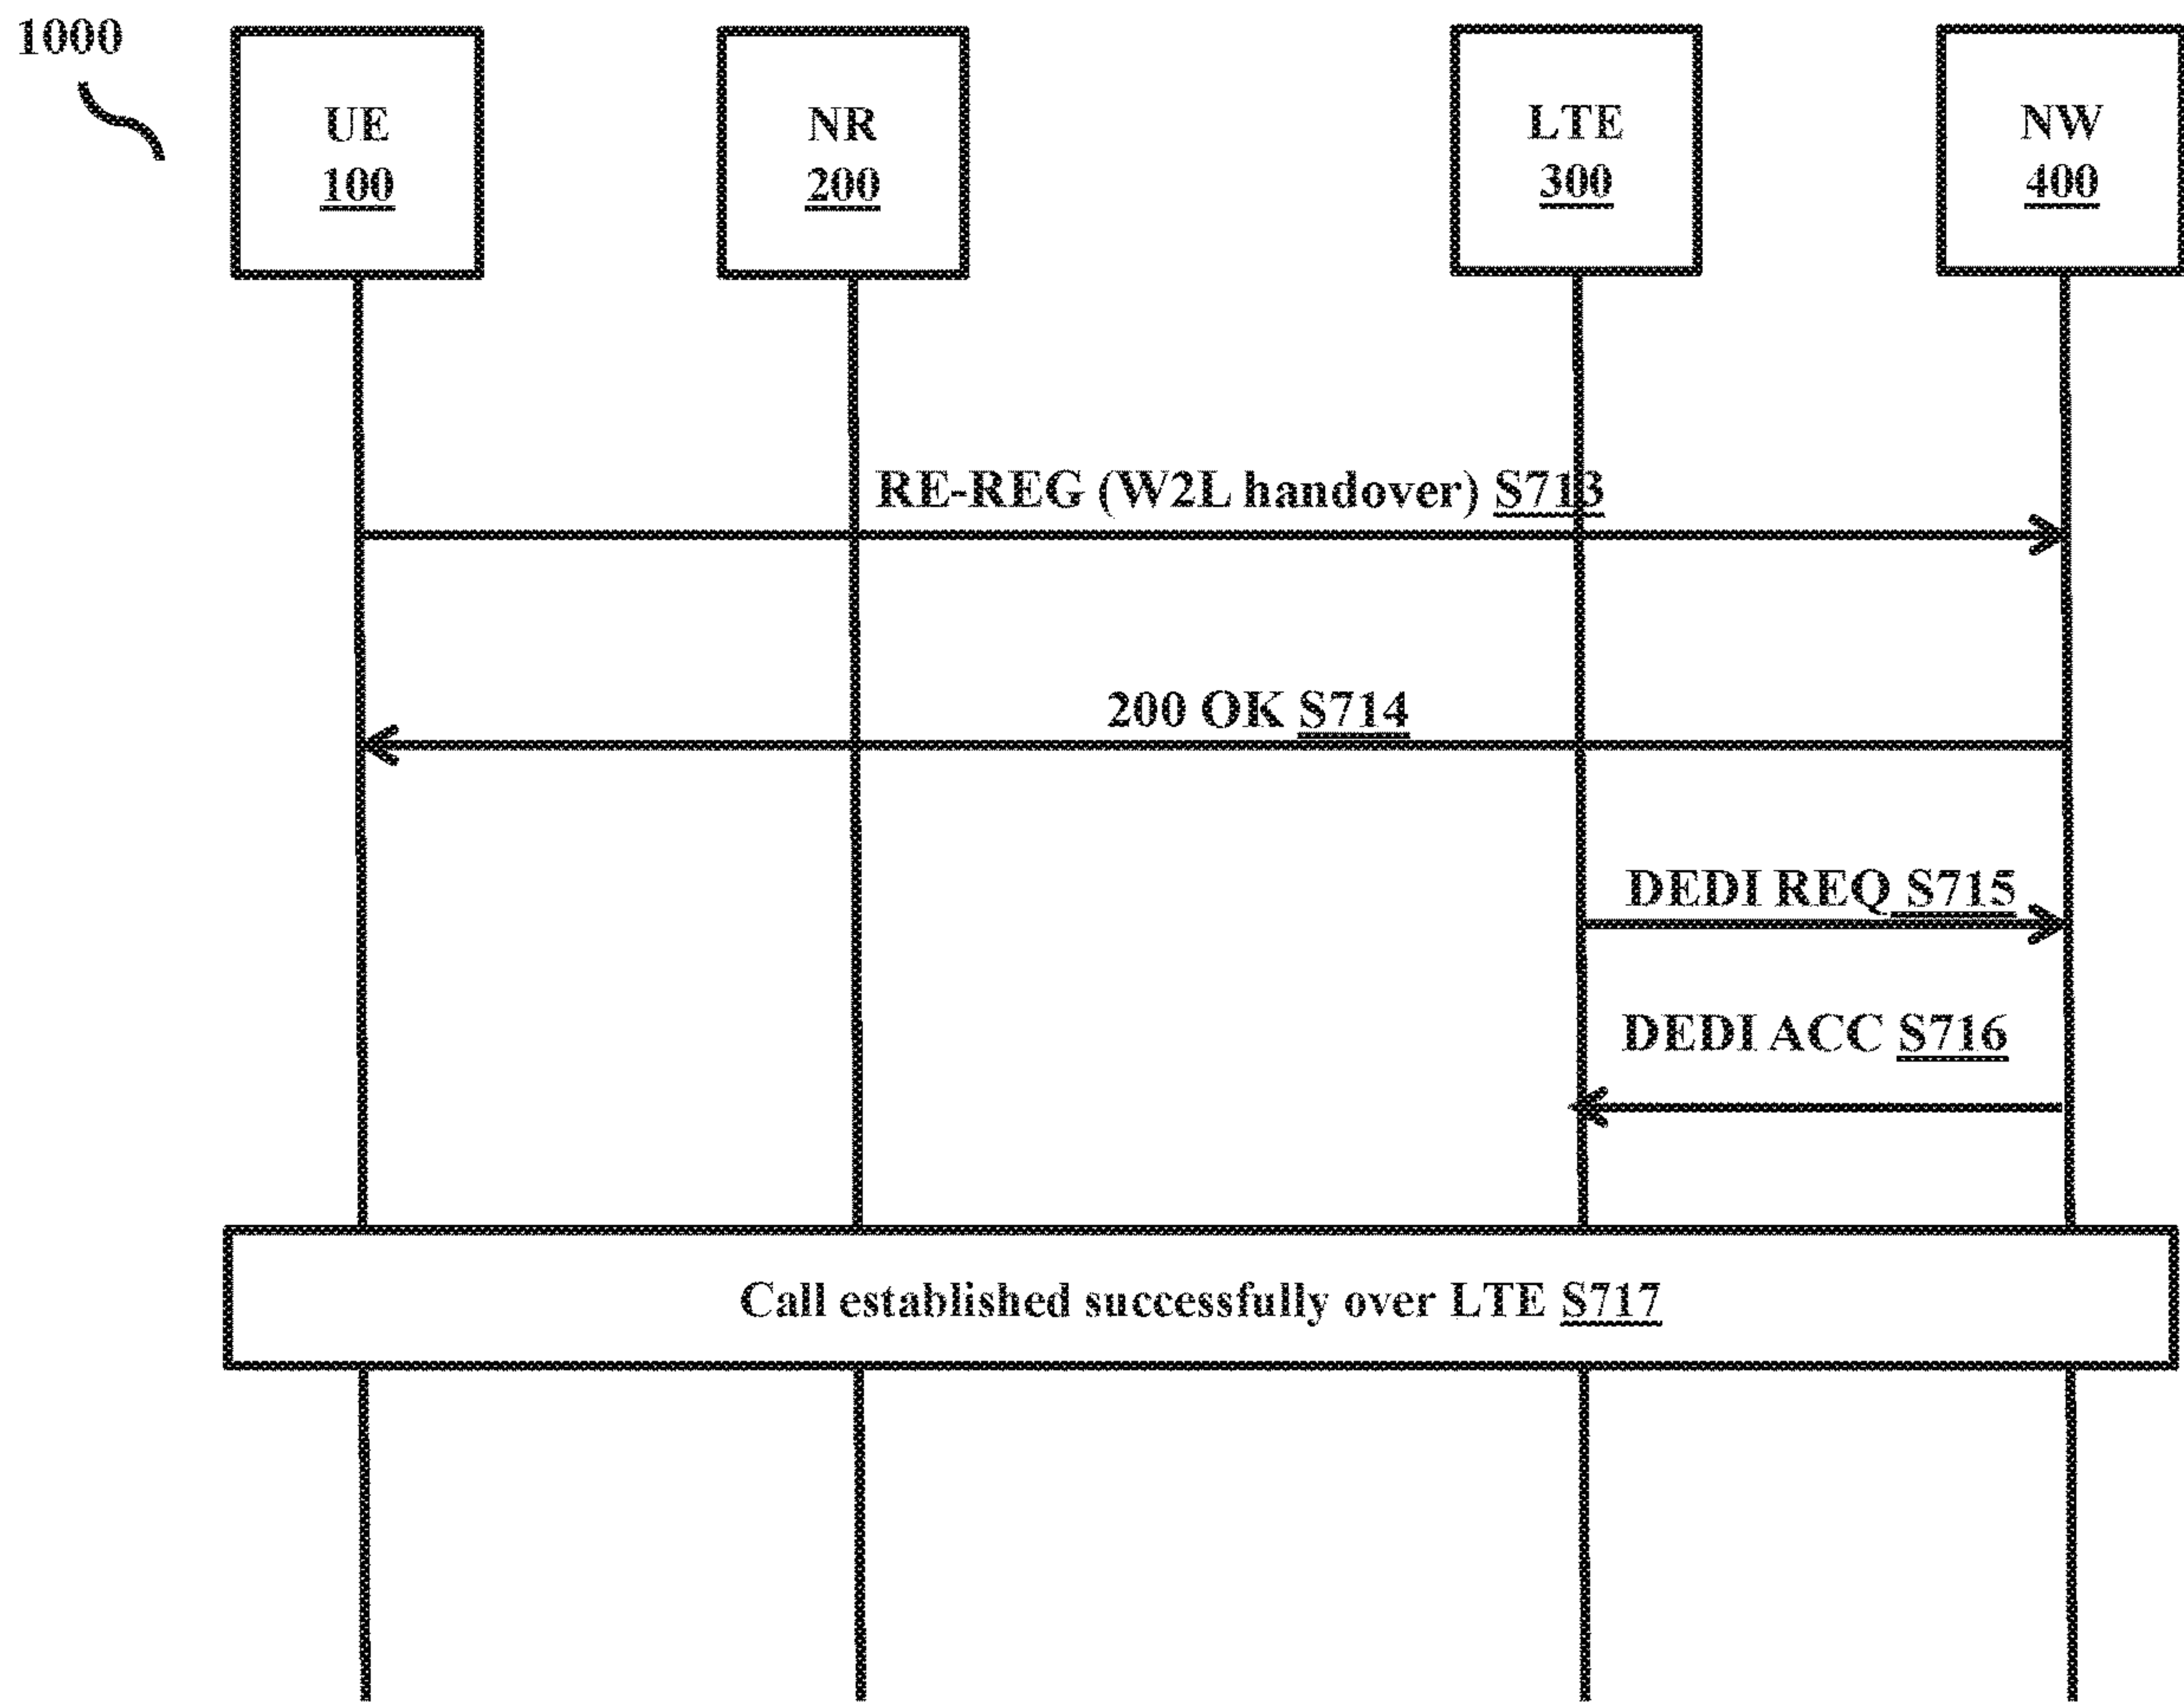 1000
UE
100
NR
200
LTE
300
NW
400
RE-REG (W2L handover) S713
200 OK S714
DEDI REQ S715
DEDI ACC S716
Call established successfully over LTE S717